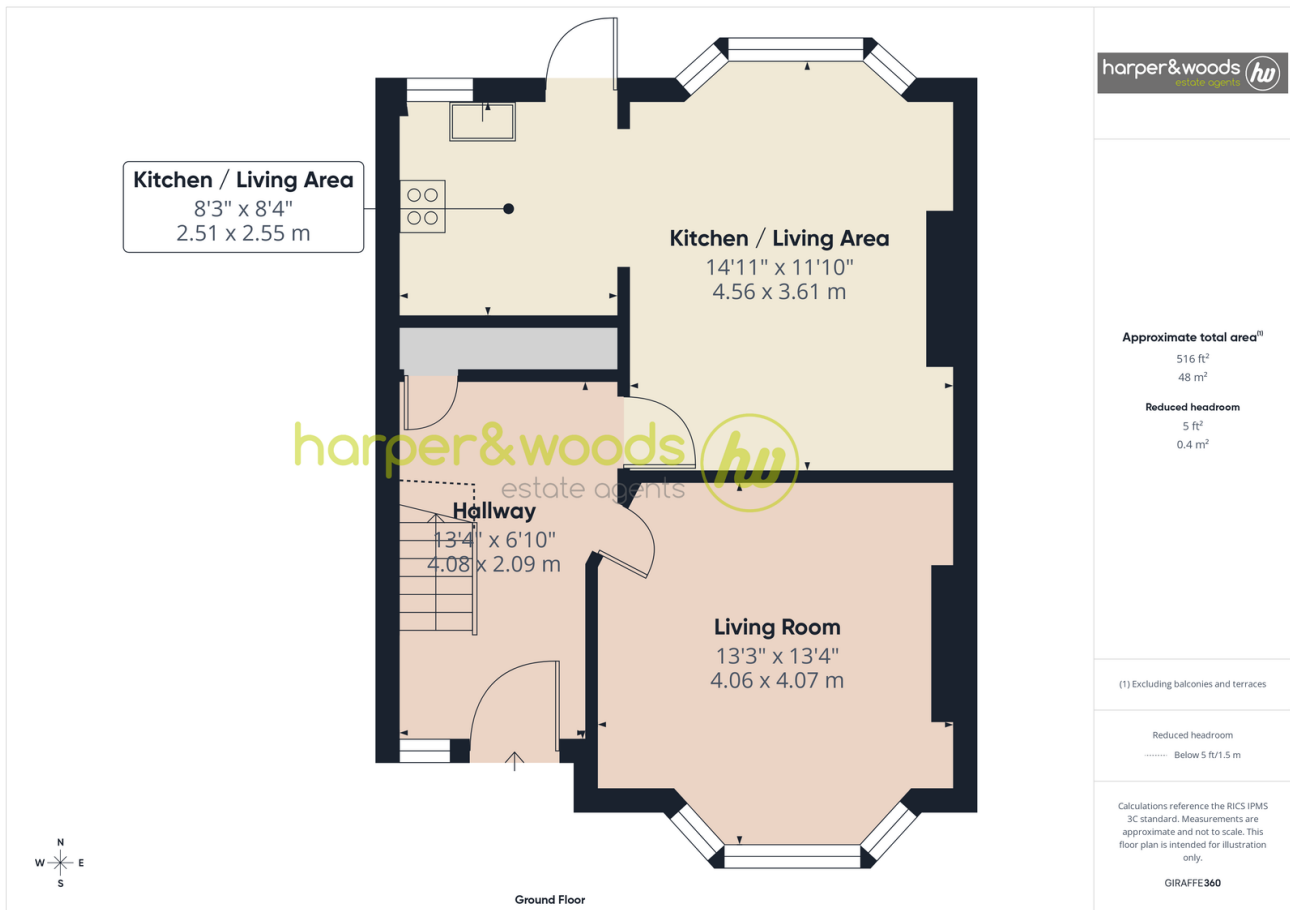 Kitchen / Living Area
8'3" x 8'4"
2.51 x 2.55 m
Kitchen / Living Area
14'11" x 11'10"
4.56 x 3.61 m
harper&woods hw
estate agents
Hallway
13'4" x 6'10"
4.08 x 2.09 m
Living Room
13'3" x 13'4"
4.06 x 4.07 m
N
W E
S
Ground Floor
harper&woods hw
estate agents
Approximate total area(1)
516 ft²
48 m²
Reduced headroom
5 ft²
0.4 m²
(1) Excluding balconies and terraces
Reduced headroom
Below 5 ft/1.5 m
Calculations reference the RICS IPMS
3C standard. Measurements are
approximate and not to scale. This
floor plan is intended for illustration
only.
GIRAFFE360